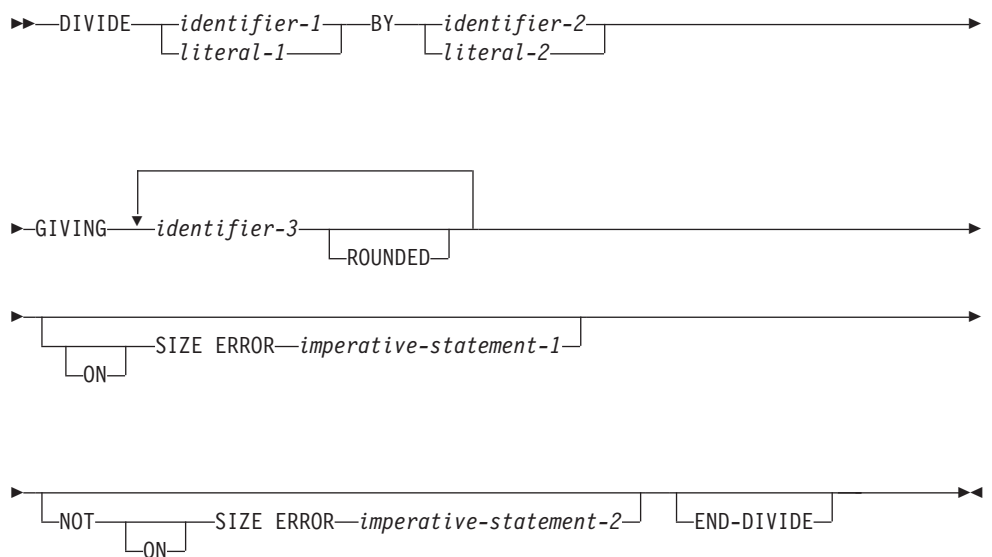 DIVIDE identifier-1 BY identifier-2
literal-1 literal-2
GIVING identifier-3
ROUNDED
SIZE ERROR imperative-statement-1
ON
NOT SIZE ERROR imperative-statement-2 END-DIVIDE
ON